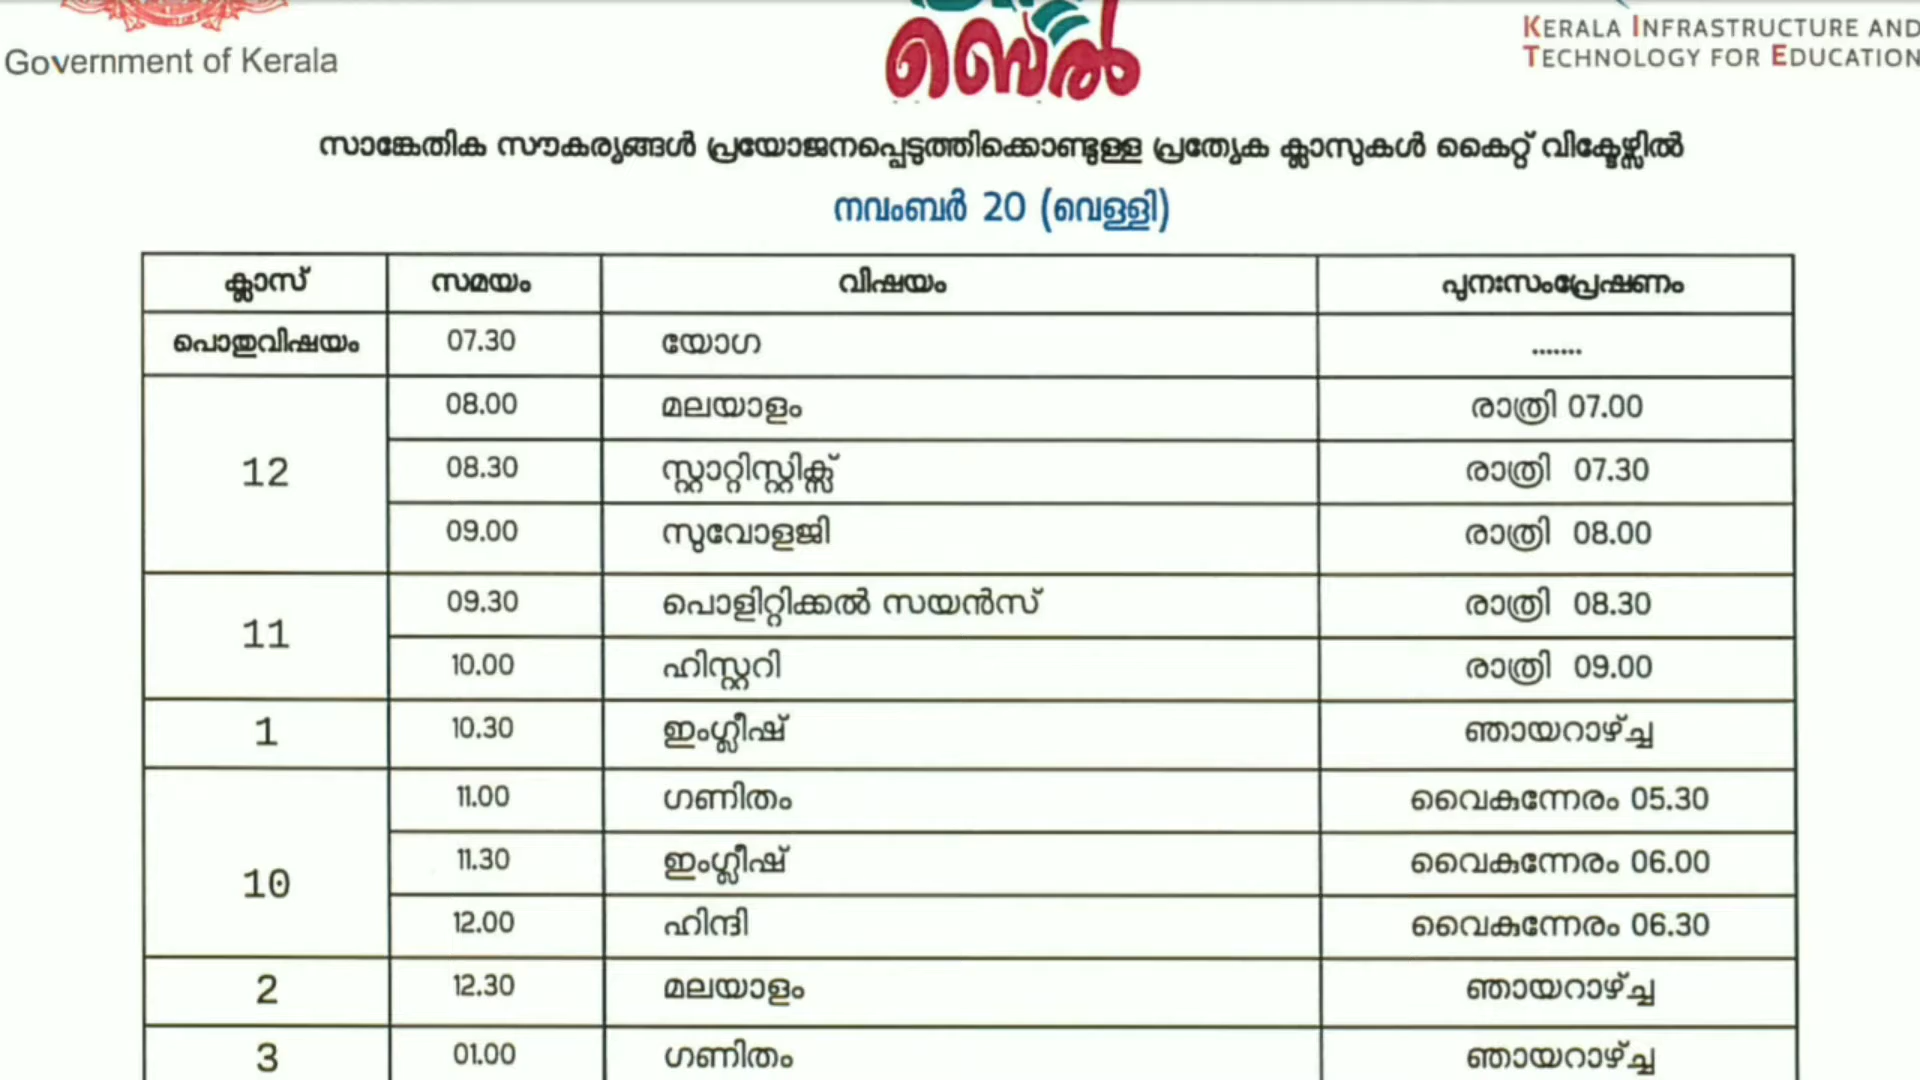 Government of Kerala
ബെൽ
KERALA INFRASTRUCTURE AND
TECHNOLOGY FOR EDUCATION
സാങ്കേതിക സൗകര്യങ്ങൾ പ്രയോജനപ്പെടുത്തിക്കൊണ്ടുള്ള പ്രത്യേക ക്ലാസുകൾ കൈറ്റ് വിക്ടേഴ്സിൽ
നവംബർ 20 (വെള്ളി)
ക്ലാസ് സമയം വിഷയം പുനഃസംപ്രേഷണം
പൊതുവിഷയം 07.30 യോഗ .......
12 08.00 മലയാളം രാത്രി 07.00
08.30 സ്റ്റാറ്റിസ്റ്റിക്സ് രാത്രി 07.30
09.00 സുവോളജി രാത്രി 08.00
11 09.30 പൊളിറ്റിക്കൽ സയൻസ് രാത്രി 08.30
10.00 ഹിസ്റ്ററി രാത്രി 09.00
1 10.30 ഇംഗ്ലീഷ് ഞായറാഴ്ച്ച
10 11.00 ഗണിതം വൈകുന്നേരം 05.30
11.30 ഇംഗ്ലീഷ് വൈകുന്നേരം 06.00
12.00 ഹിന്ദി വൈകുന്നേരം 06.30
2 12.30 മലയാളം ഞായറാഴ്ച്ച
3 01.00 ഗണിതം ഞായറാഴ്ച്ച